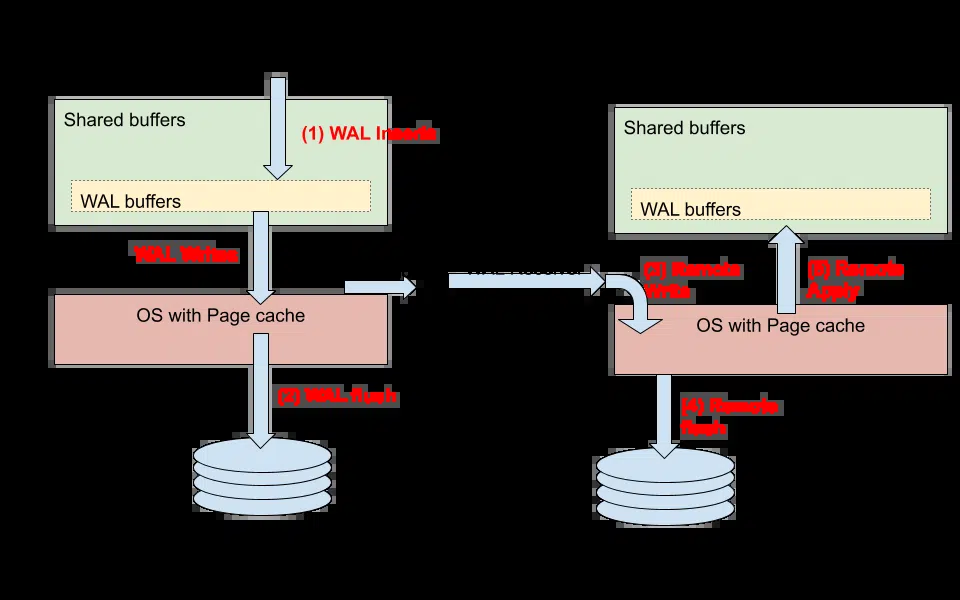 Shared buffers
(1) WAL Inserts
WAL buffers
WAL Writes
OS with Page cache
(2) WAL flush
Shared buffers
WAL buffers
WAL Receiver
(3) Remote
Write
(5) Remote
Apply
OS with Page cache
(4) Remote
flush